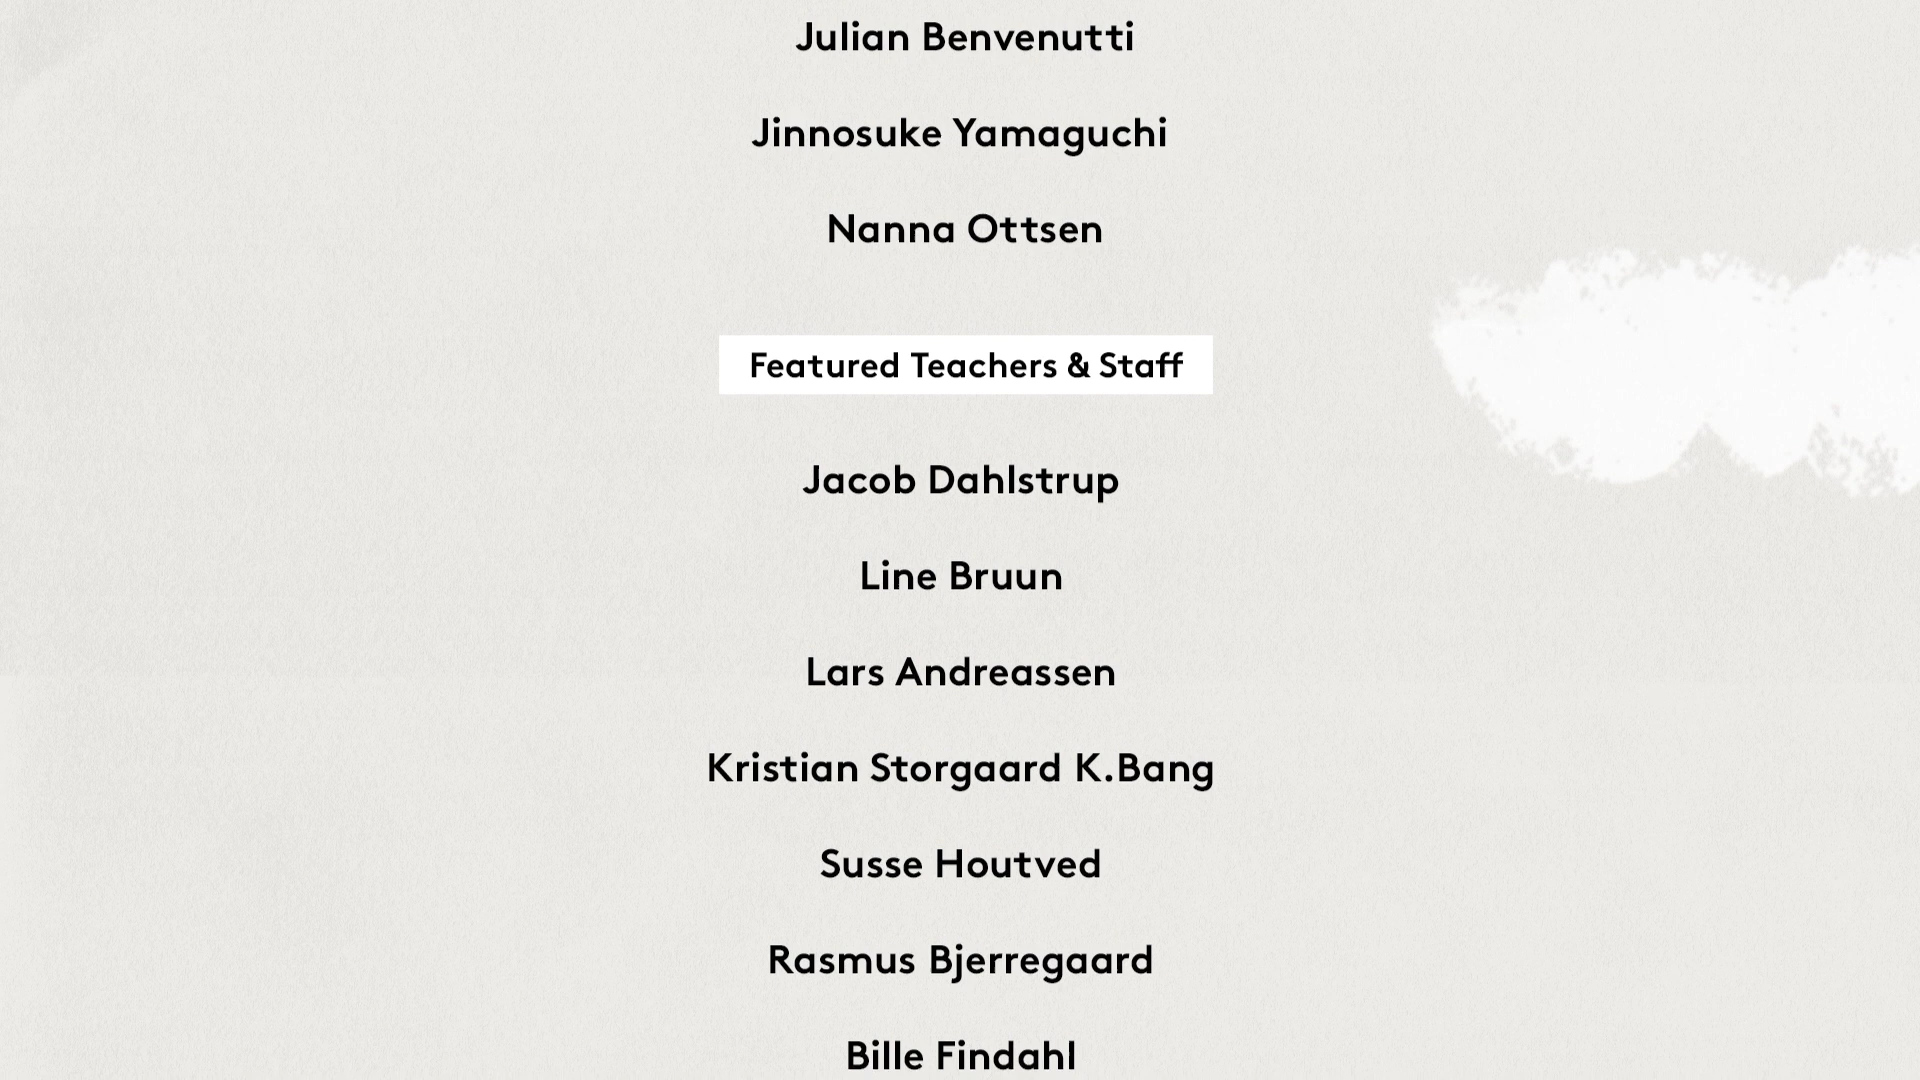 Julian Benvenutti
Jinnosuke Yamaguchi
Nanna Ottsen
Featured Teachers & Staff
Jacob Dahlstrup
Line Bruun
Lars Andreassen
Kristian Storgaard K.Bang
Susse Houtved
Rasmus Bjerregaard
Bille Findahl